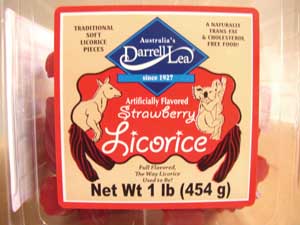 TRADITIONAL
SOFT
LICORICE
PIECES
Australia's
Darrell Lea
since 1927
A NATURALLY
TRANS FAT
& CHOLESTEROL
FREE FOOD!
Artificially Flavored
Strawberry
Licorice
Full Flavored,
The Way Licorice
Used to Be!
Net Wt 1 lb (454 g)